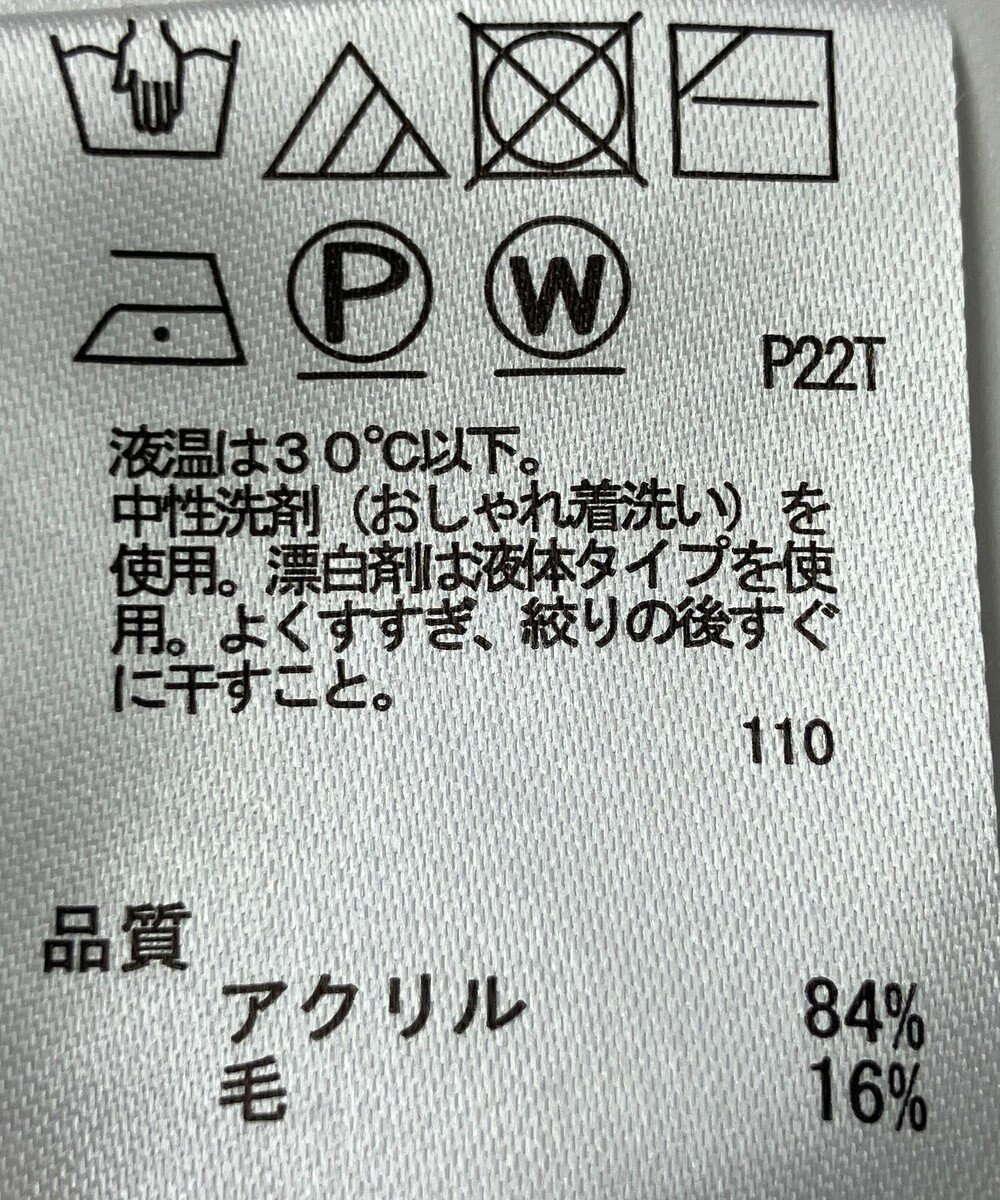 P
W
P22T
液温は30℃以下。
中性洗剤（おしゃれ着洗い）を
使用。漂白剤は液体タイプを使
用。よくすすぎ、絞りの後すぐ
に干すこと。
110
品質
アクリル 84%
毛 16%